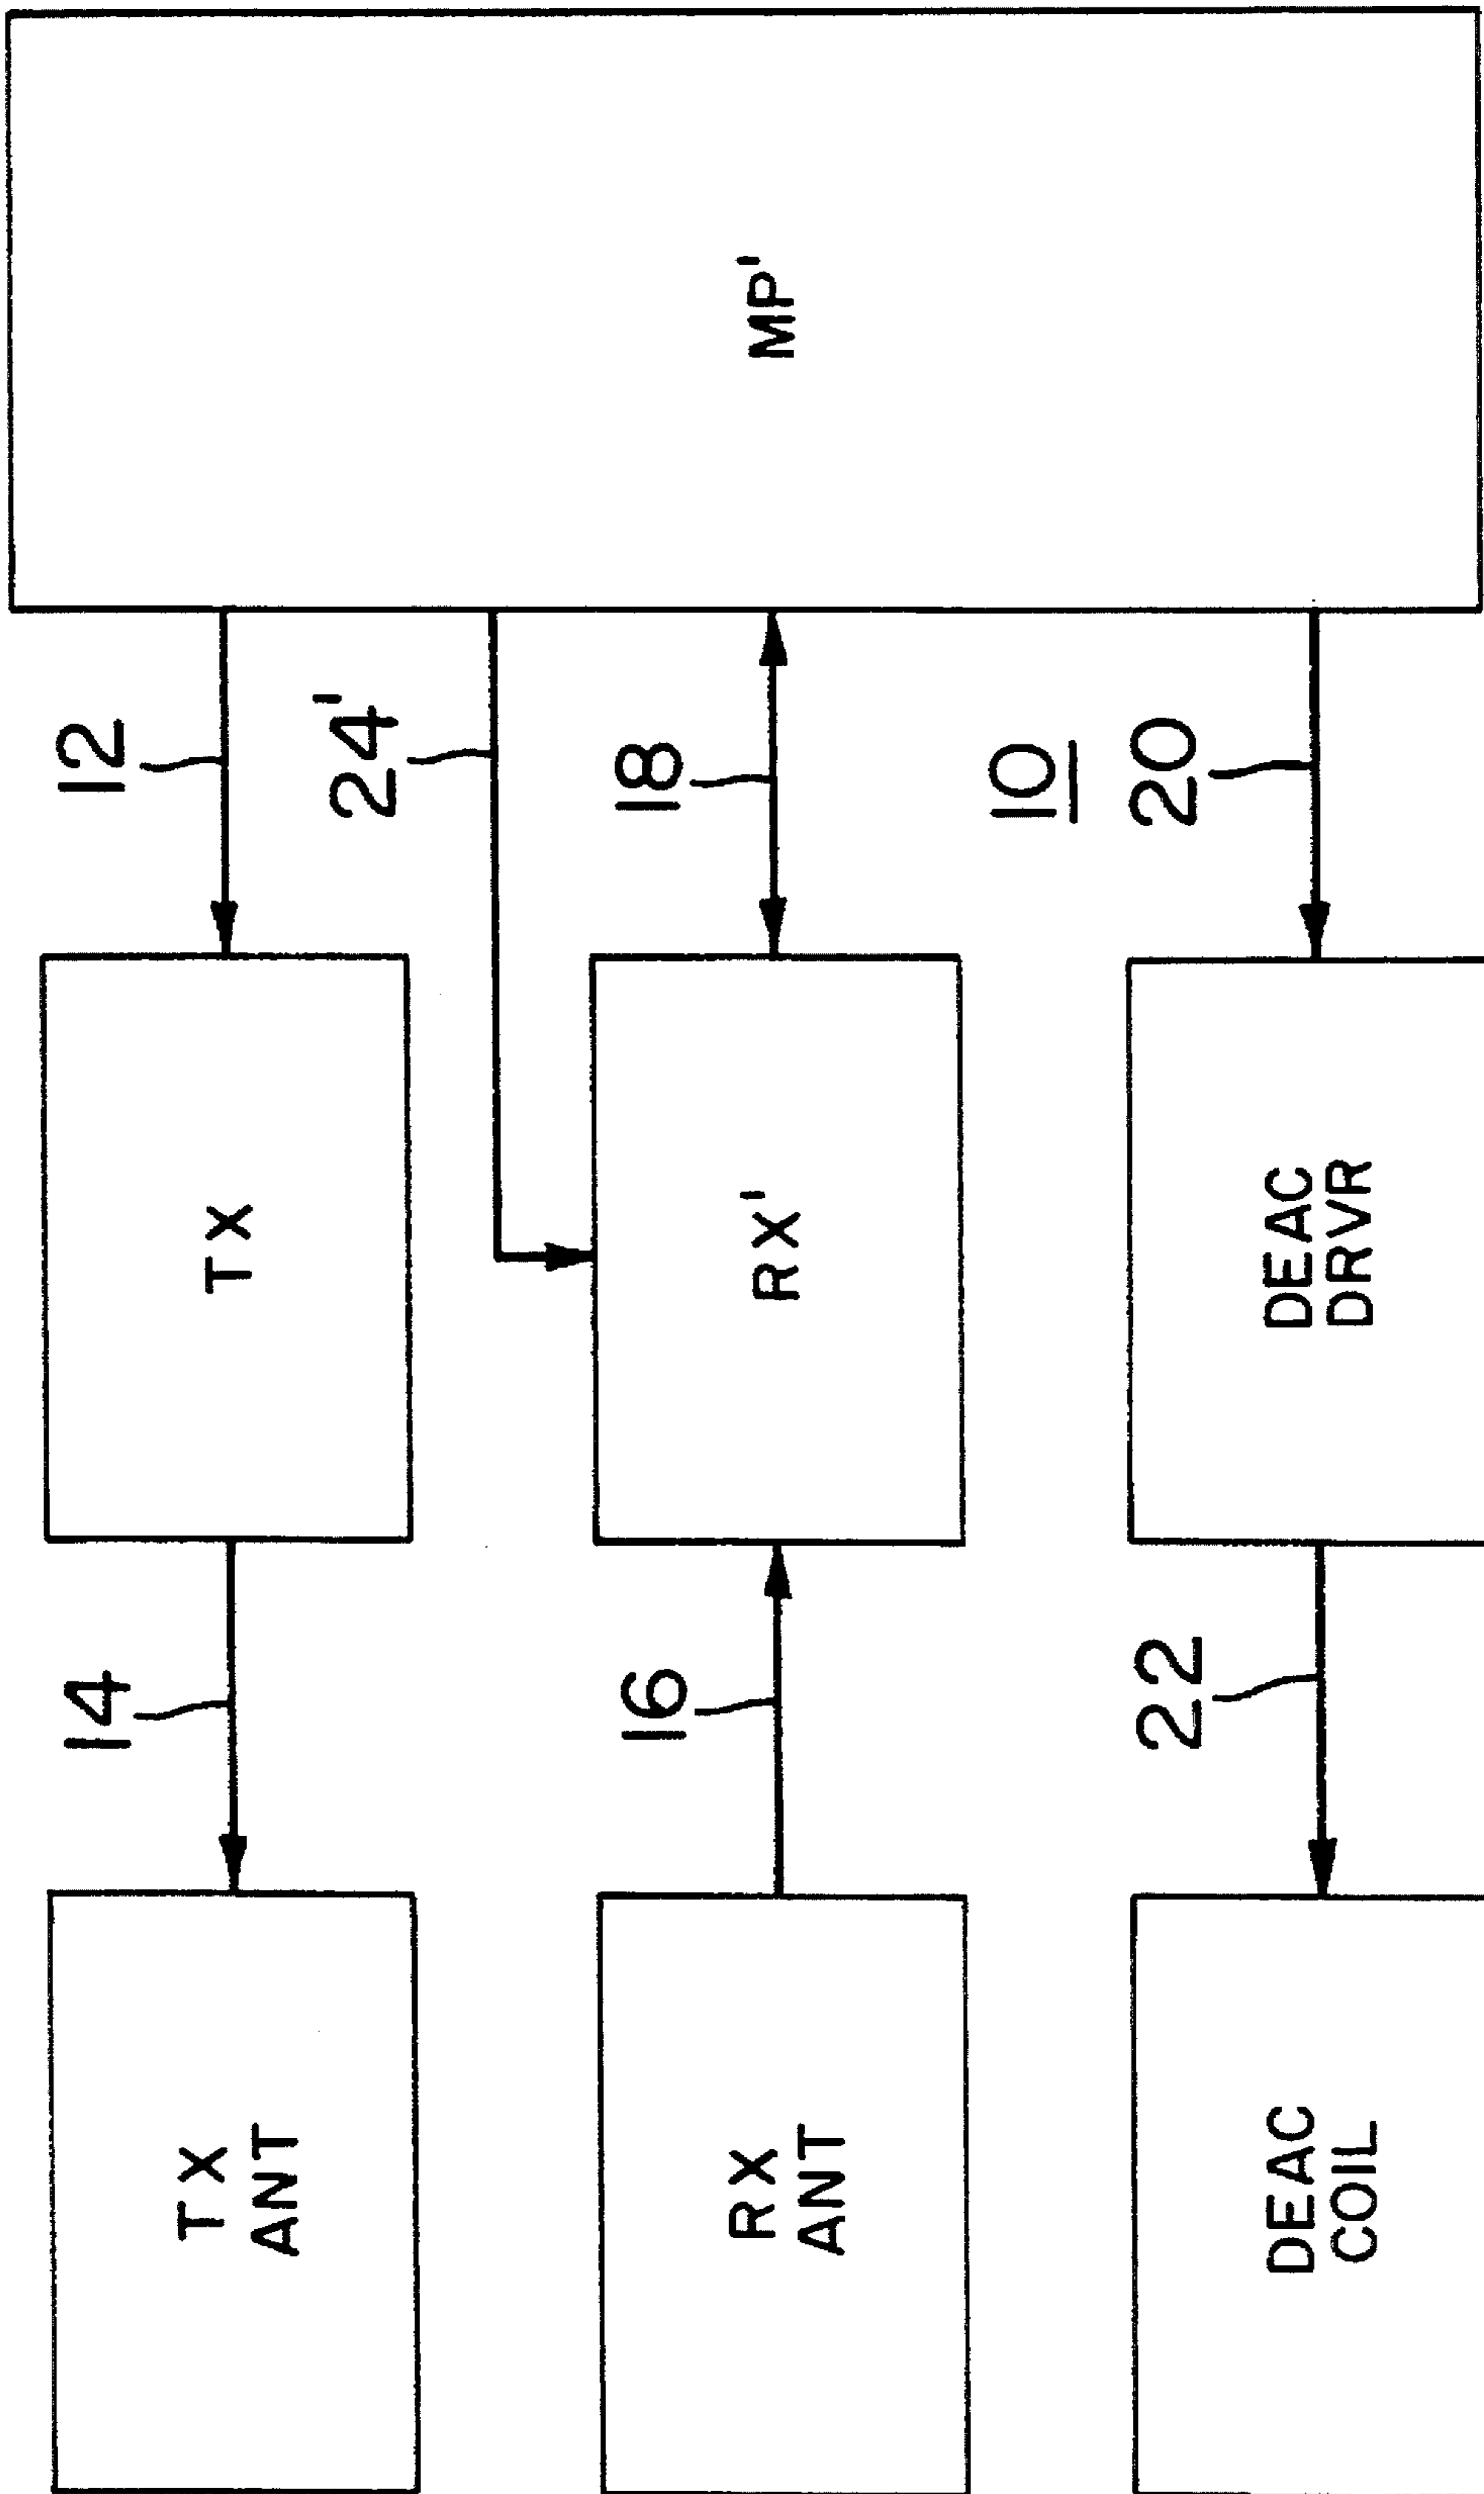 TX
ANT
14
TX
12
24'
MP'
RX
ANT
16
RX'
18
10
DEAC
COIL
22
DEAC
DRVR
20